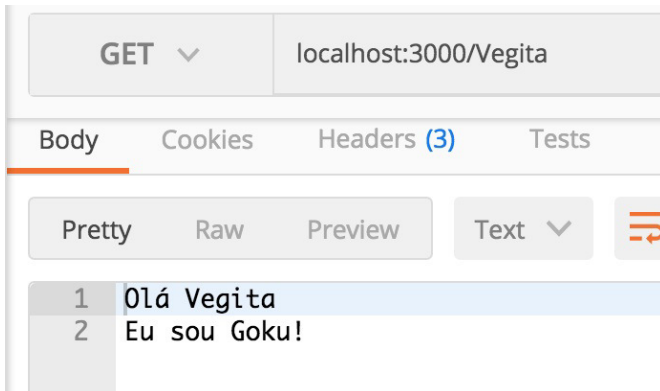 GET localhost:3000/Vegita
Body Cookies Headers (3) Tests
Pretty Raw Preview Text
1 Olá Vegita
2 Eu sou Goku!